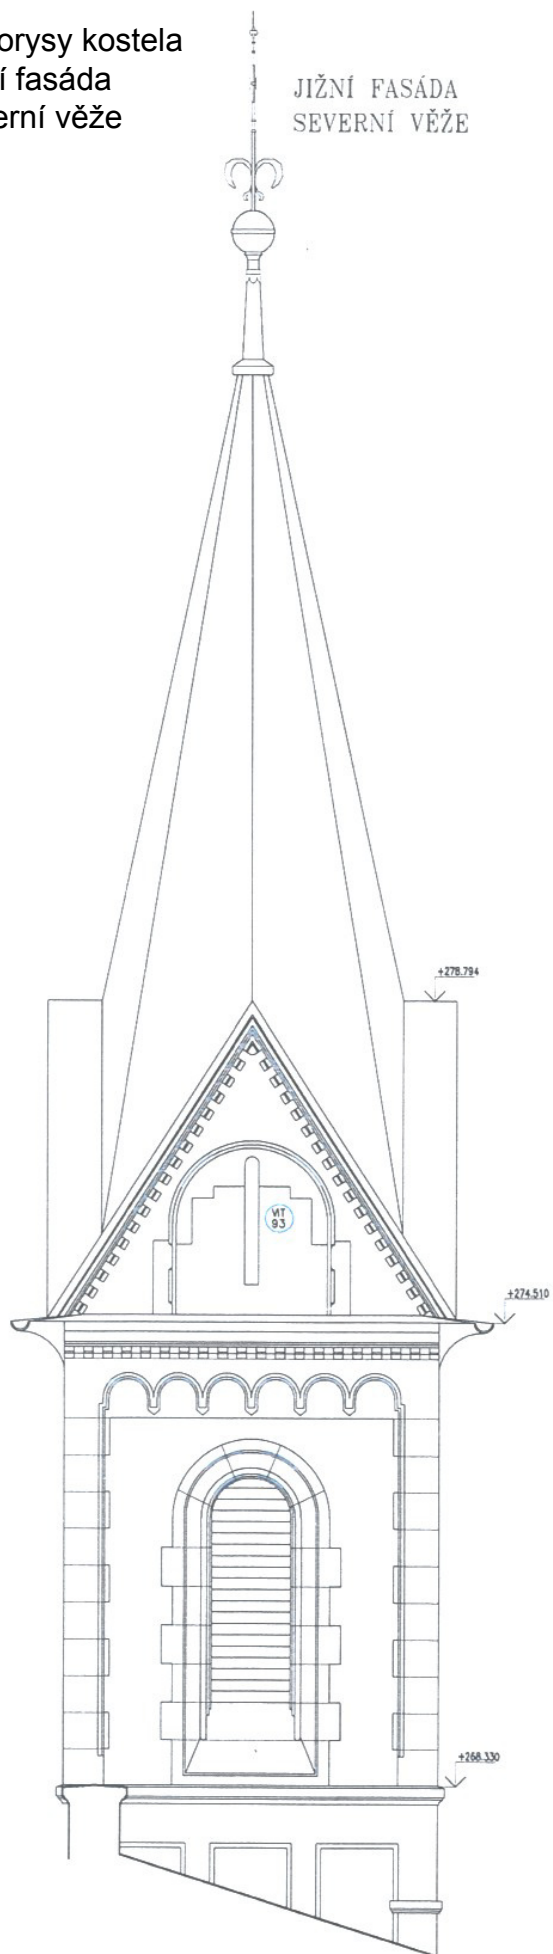 orysy kostela
í fasáda
erní věže
JIŽNÍ FASÁDA
SEVERNÍ VĚŽE
+278.794
VIT
93
+274.510
+268.330